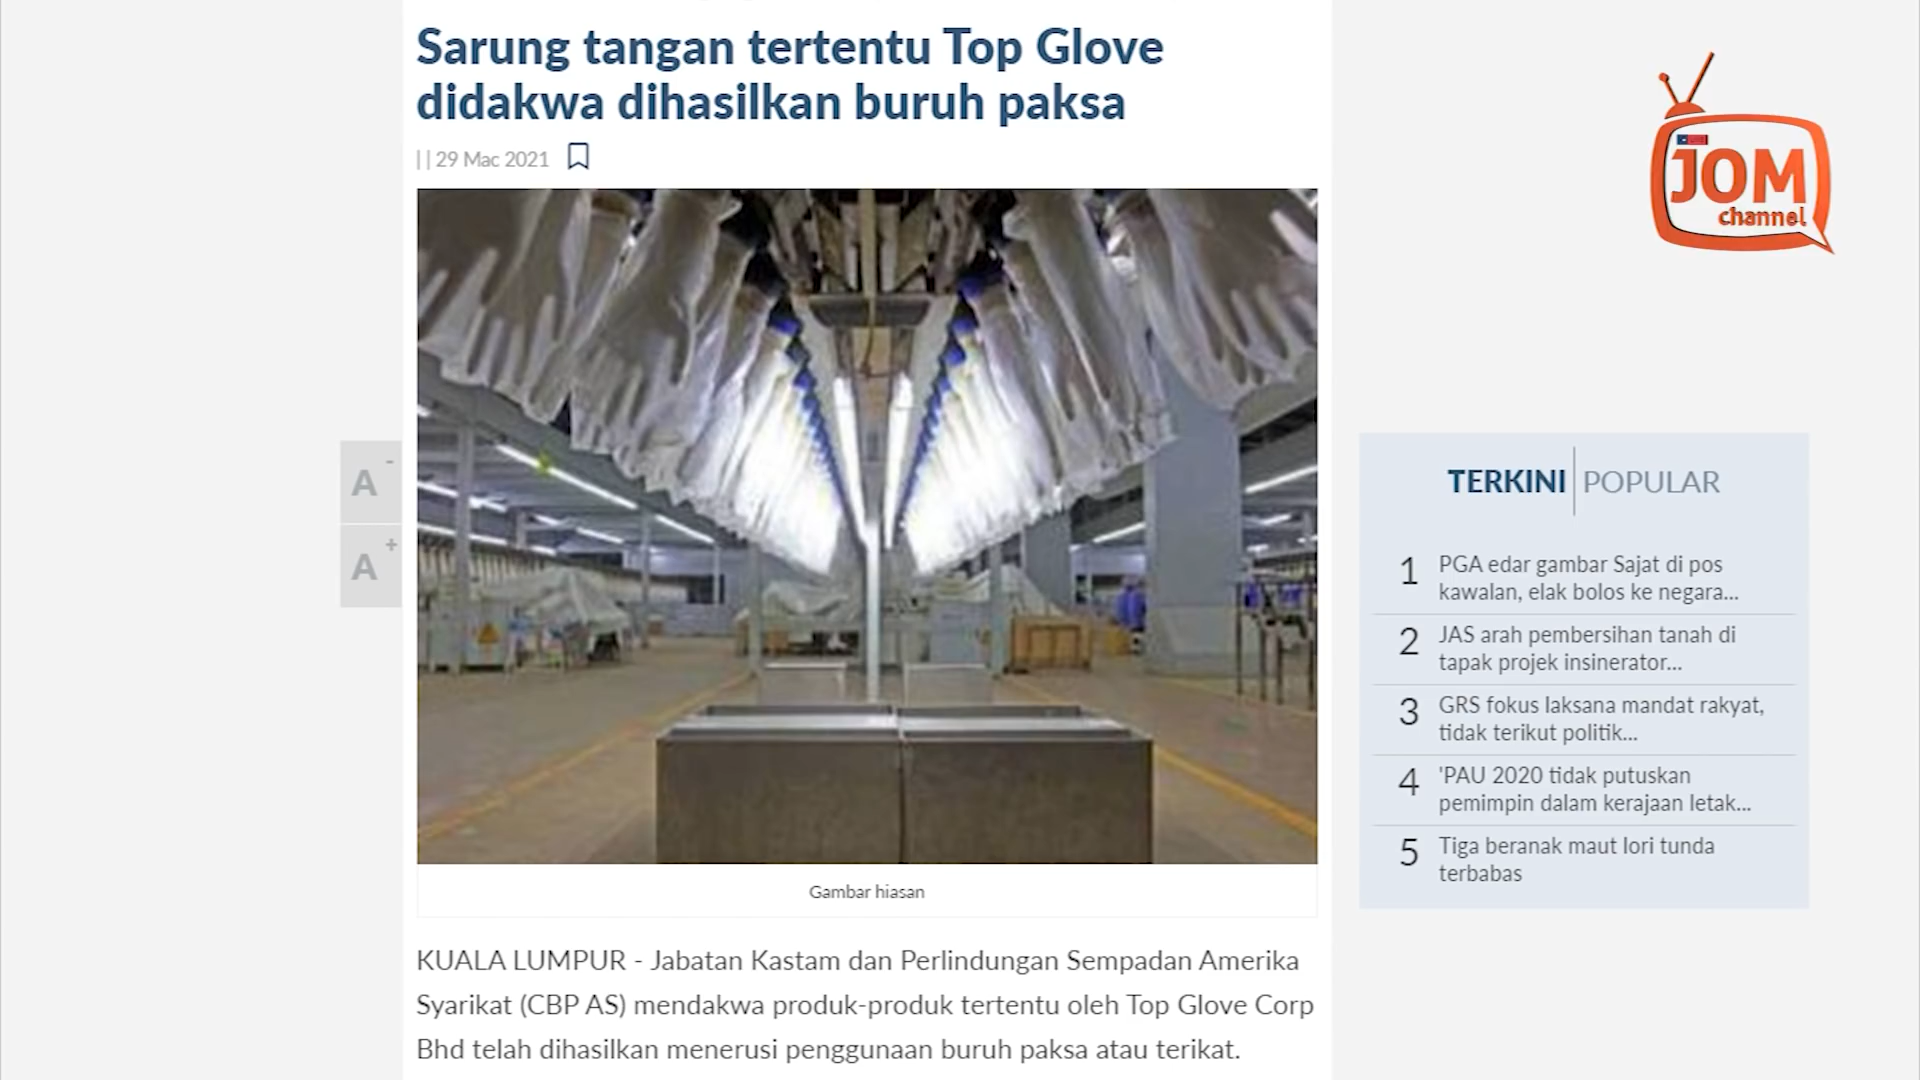 Sarung tangan tertentu Top Glove
didakwa dihasilkan buruh paksa
|| 29 Mac 2021
JOM
channel
A -
A +
Gambar hiasan
KUALA LUMPUR - Jabatan Kastam dan Perlindungan Sempadan Amerika
Syarikat (CBP AS) mendakwa produk-produk tertentu oleh Top Glove Corp
Bhd telah dihasilkan menerusi penggunaan buruh paksa atau terikat.
TERKINI POPULAR
1 PGA edar gambar Sajat di pos
kawalan, elak bolos ke negara...
2 JAS arah pembersihan tanah di
tapak projek insinerator...
3 GRS fokus laksana mandat rakyat,
tidak terikut politik...
4 'PAU 2020 tidak putuskan
pemimpin dalam kerajaan letak...
5 Tiga beranak maut lori tunda
terbabas